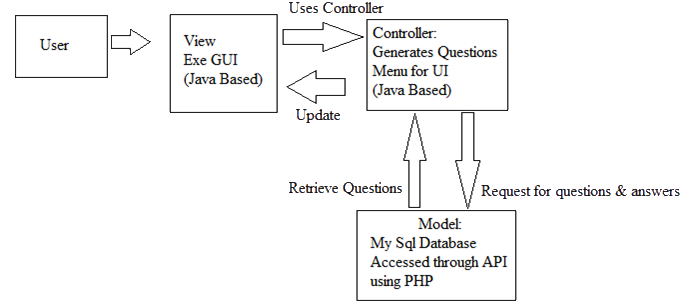 Uses Controller
User
View
Exe GUI
(Java Based)
Controller:
Generates Questions
Menu for UI
(Java Based)
Update
Retrieve Questions
Request for questions & answers
Model:
My Sql Database
Accessed through API
using PHP